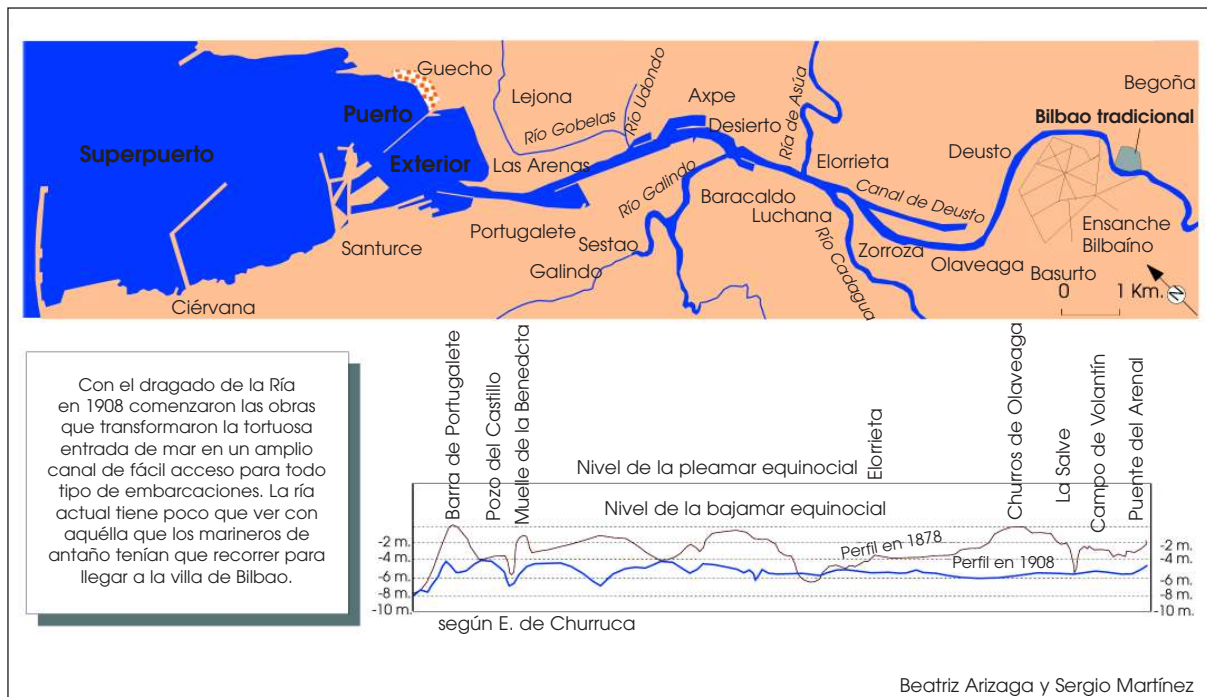 Guecho
Lejona
Río Gobelas
Río Udondo
Axpe
Desierto
Ría de Asúa
Begoña
Bilbao tradicional
Puerto
Superpuerto
Exterior
Las Arenas
Elorrieta
Deusto
Canal de Deusto
Río Galindo
Baracaldo
Luchana
Portugalete
Sestao
Galindo
Santurce
Ciérvana
Río Cadagua
Zorroza
Olaveaga
Ensanche
Bilbaíno
Basurto
0 1 Km.
N
Con el dragado de la Ría
en 1908 comenzaron las obras
que transformaron la tortuosa
entrada de mar en un amplio
canal de fácil acceso para todo
tipo de embarcaciones. La ría
actual tiene poco que ver con
aquélla que los marineros de
antaño tenían que recorrer para
llegar a la villa de Bilbao.
Barra de Portugalete
Pozo del Castillo
Muelle de la Benedcta
Elorrieta
Churros de Olaveaga
La Salve
Campo de Volantín
Puente del Arenal
Nivel de la pleamar equinocial
Nivel de la bajamar equinocial
Perfil en 1878
Perfil en 1908
-2 m.
-4 m.
-6 m.
-8 m.
-10 m.
-2 m.
-4 m.
-6 m.
-8 m.
-10 m.
según E. de Churruca
Beatriz Arizaga y Sergio Martínez